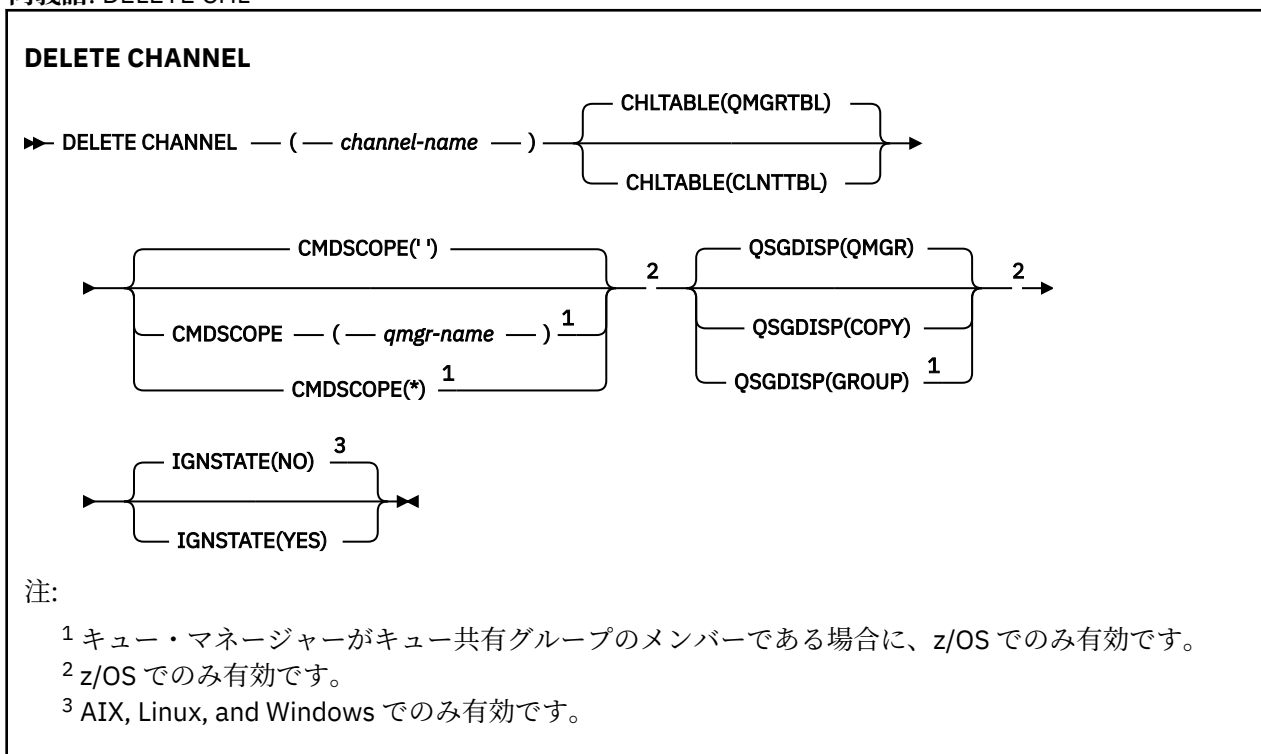 DELETE CHANNEL
CHLTABLE(QMGRTBL)
DELETE CHANNEL ( channel-name )
CHLTABLE(CLNTTBL)
CMDSCOPE(' ') 2 QSGDISP(QMGR) 2
CMDSCOPE ( qmgr-name ) 1 QSGDISP(COPY)
CMDSCOPE(*) 1 QSGDISP(GROUP) 1
IGNSTATE(NO) 3
IGNSTATE(YES)
注:
1 キュー・マネージャーがキュー共有グループのメンバーである場合に、z/OS でのみ有効です。
2 z/OS でのみ有効です。
3 AIX, Linux, and Windows でのみ有効です。